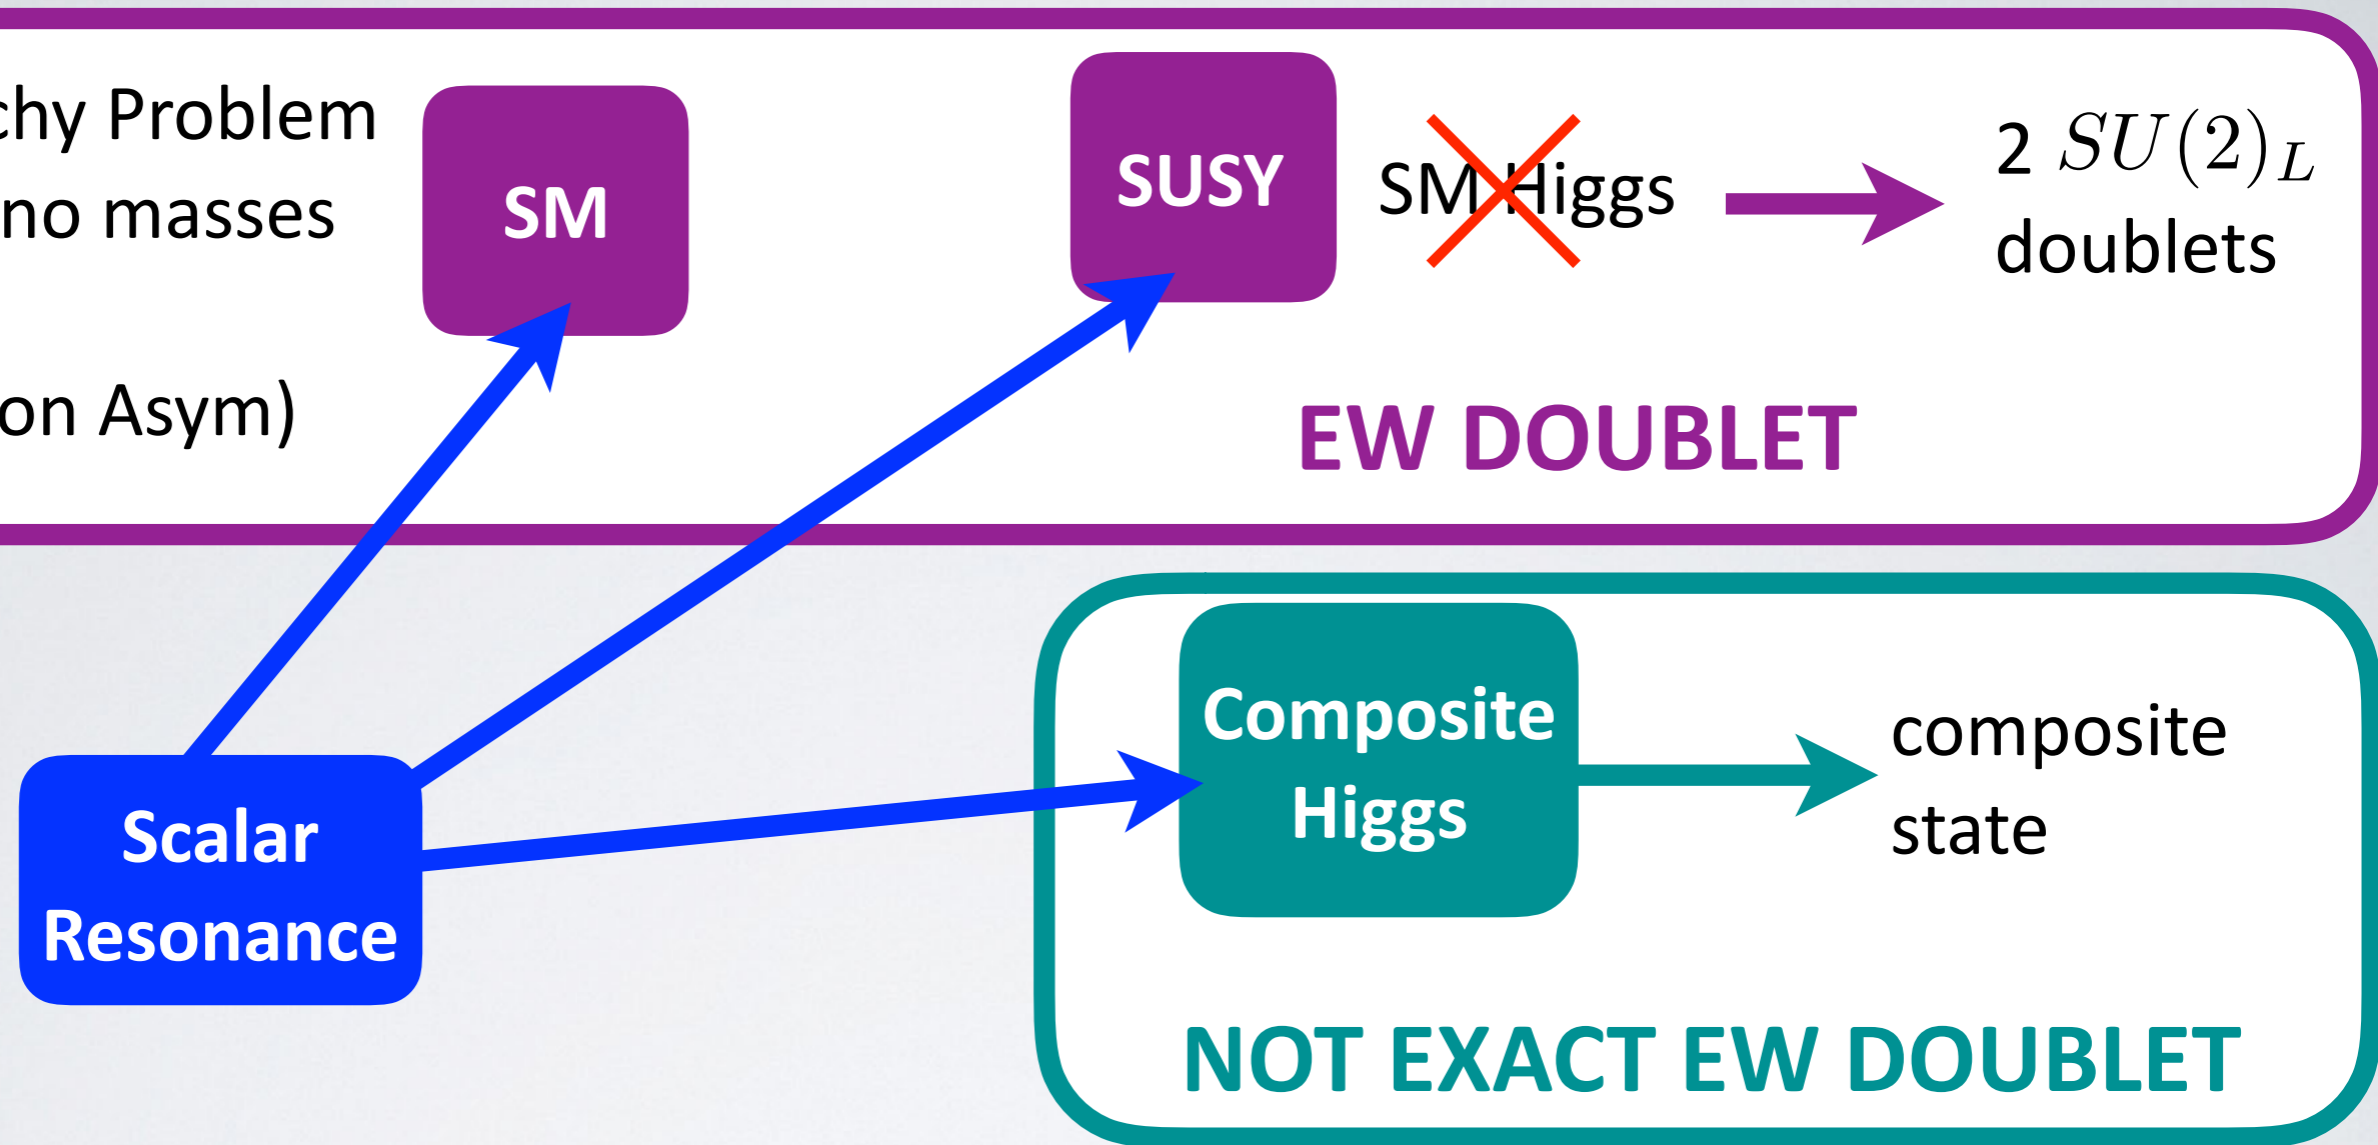 chy Problem
no masses
on Asym)
SM
SUSY
SM Higgs
2 SU(2)_L
doublets
EW DOUBLET
Scalar
Resonance
Composite
Higgs
composite
state
NOT EXACT EW DOUBLET